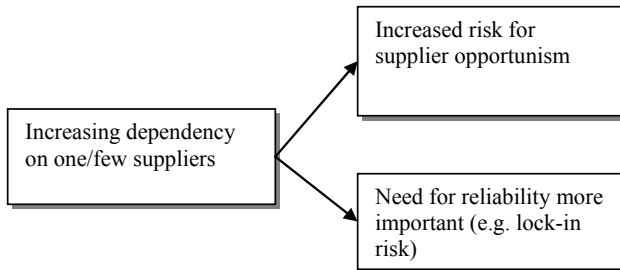 Increased risk for
supplier opportunism
Increasing dependency
on one/few suppliers
Need for reliability more
important (e.g. lock-in
risk)